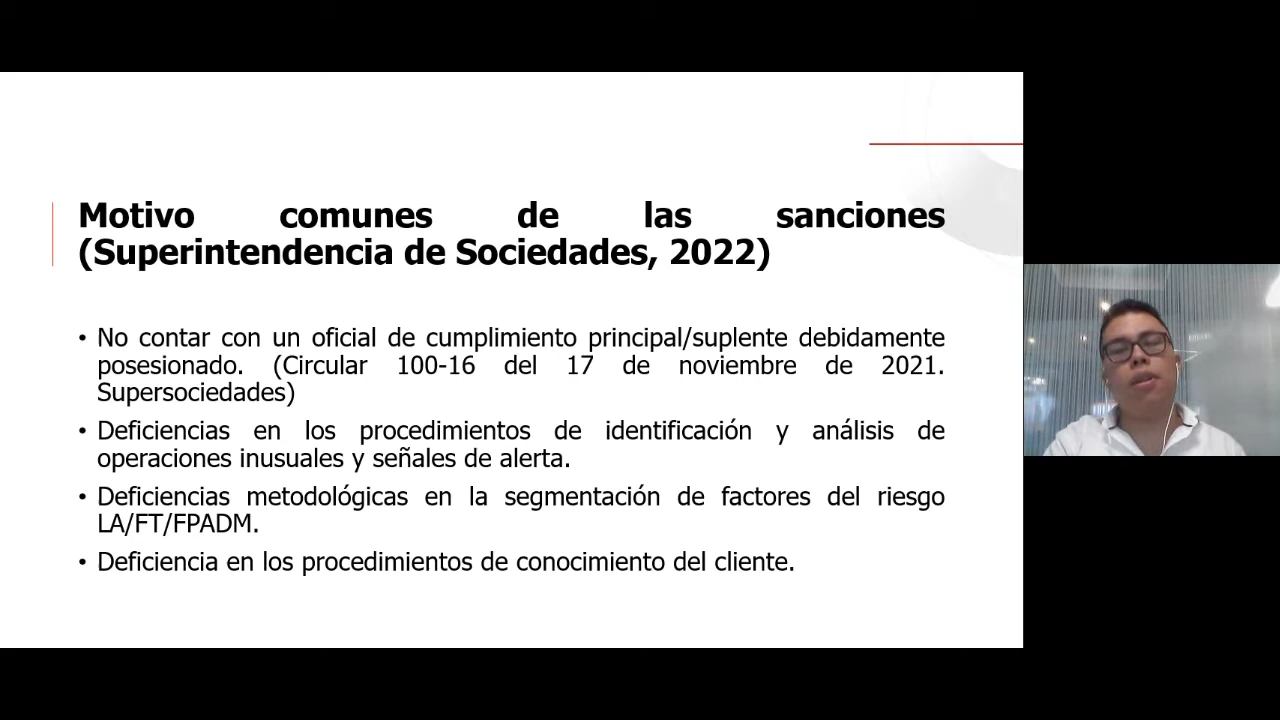 Motivo comunes de las sanciones
(Superintendencia de Sociedades, 2022)
• No contar con un oficial de cumplimiento principal/suplente debidamente
posesionado. (Circular 100-16 del 17 de noviembre de 2021.
Supersociedades)
• Deficiencias en los procedimientos de identificación y análisis de
operaciones inusuales y señales de alerta.
• Deficiencias metodológicas en la segmentación de factores del riesgo
LA/FT/FPADM.
• Deficiencia en los procedimientos de conocimiento del cliente.